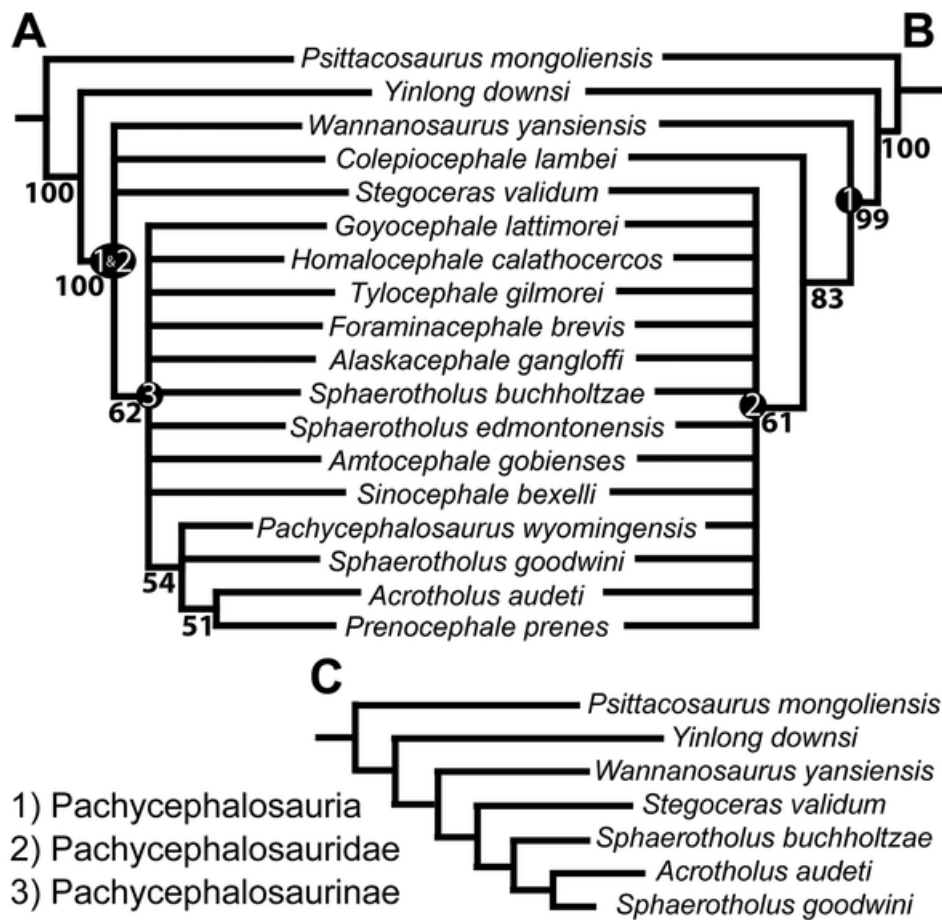 A B
Psittacosaurus mongoliensis
Yinlong downsi
Wannanosaurus yansiensis
Colepiocephale lambei
100
100 Stegoceras validum
1
99
Goyocephale lattimorei
1&2 Homalocephale calathocercos
100
Tylocephale gilmorei
83
Foraminacephale brevis
Alaskacephale gangloffi
3 Sphaerotholus buchholtzae 2
62 61
Sphaerotholus edmontonensis
Amtocephale gobienses
Sinocephale bexelli
Pachycephalosaurus wyomingensis
Sphaerotholus goodwini
54
Acrotholus audeti
51 Prenocephale prenes
C
Psittacosaurus mongoliensis
Yinlong downsi
Wannanosaurus yansiensis
Stegoceras validum
Sphaerotholus buchholtzae
Acrotholus audeti
Sphaerotholus goodwini
1) Pachycephalosauria
2) Pachycephalosauridae
3) Pachycephalosaurinae